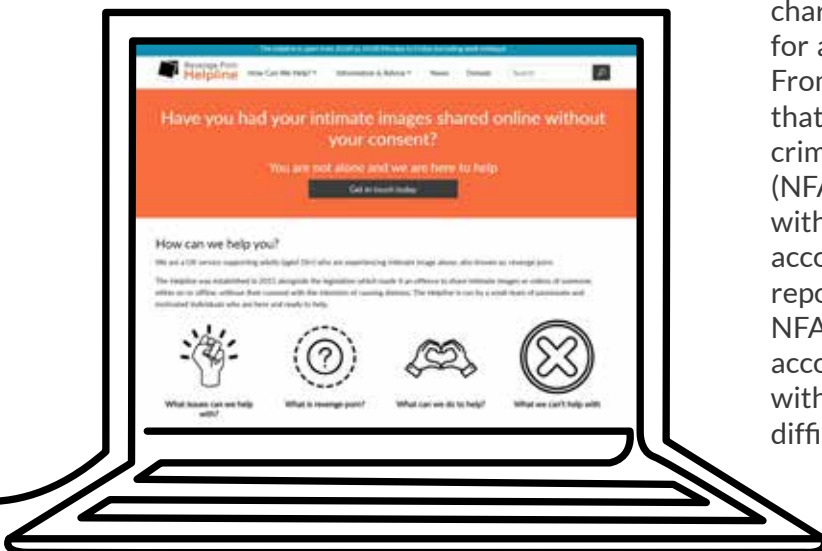 The Helpline is open from 10:00 to 16:00 Monday to Friday
Revenge Porn
Helpline
How Can We Help?
Information & Advice
News
Donate
Search
Have you had your intimate images shared online without
your consent?
You are not alone and we are here to help
Get in touch today
How can we help you?
We are a UK service supporting adults (aged 18+) who are experiencing intimate image abuse, also known as, revenge porn.
The Helpline was established in 2015 alongside the legislation which made it an offence to share intimate images or videos of someone,
either on or offline, without their consent with the intention of causing distress. The Helpline is run by a small team of passionate and
motivated individuals who are here and ready to help.
What issues can we help
with?
What is revenge porn?
What can we do to help?
What we can't help with
char
for a
From
that
crim
(NFA
with
acco
repo
NFA
acco
with
diffi